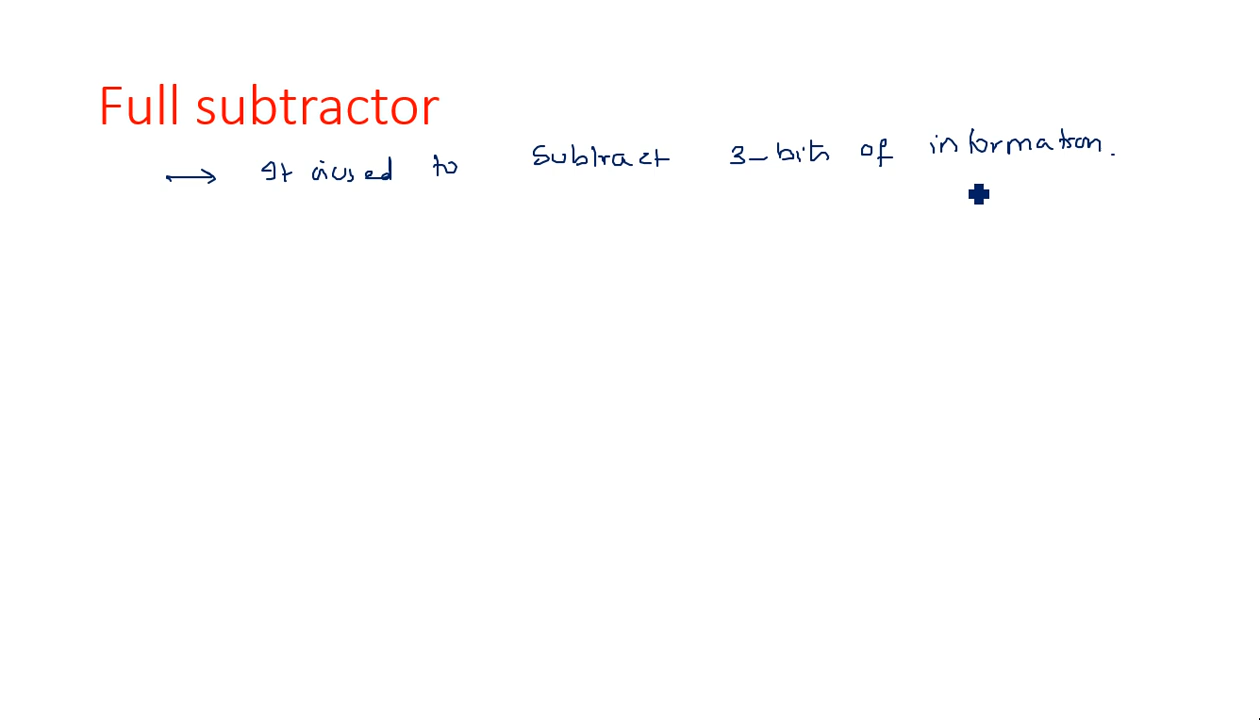 Full subtractor
→ It is used to subtract 3-bits of information.